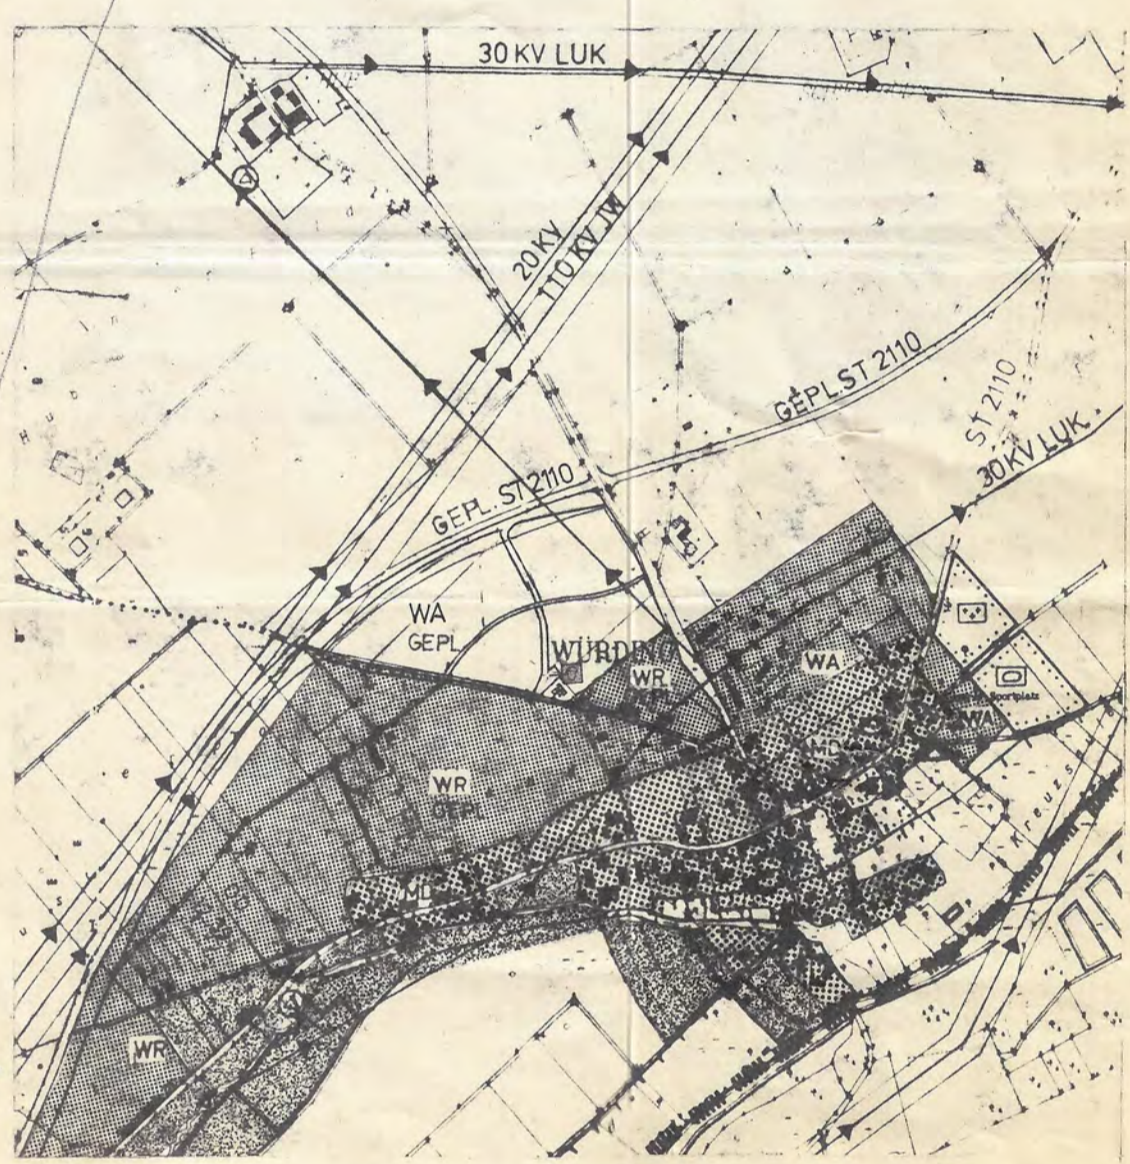 30 KV LUK
20 KV
110 KV IW
GEPL. ST 2110
ST 2110
30 KV LUK
GEPL. ST 2110
WA
GEPL
WÜRDING
WR
WA
Sportplatz
WA
MD
WR
GEPL
Kreuzs
MD
WR